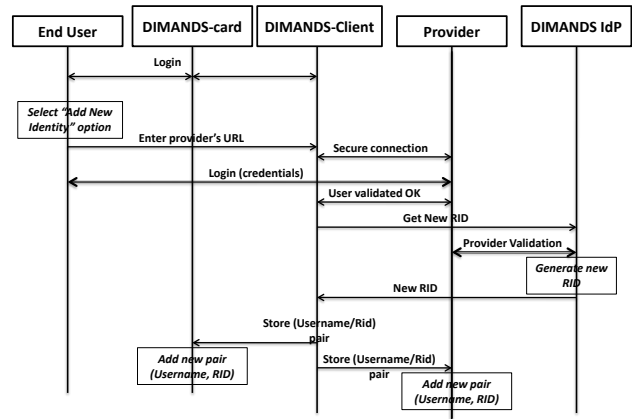 End User
DIMANDS-card
DIMANDS-Client
Provider
DIMANDS IdP
Login
Select “Add New
Identity” option
Enter provider’s URL
Secure connection
Login (credentials)
User validated OK
Get New RID
Provider Validation
Generate new
RID
New RID
Store (Username/Rid)
pair
Add new pair
(Username, RID)
Store (Username/Rid)
pair
Add new pair
(Username, RID)